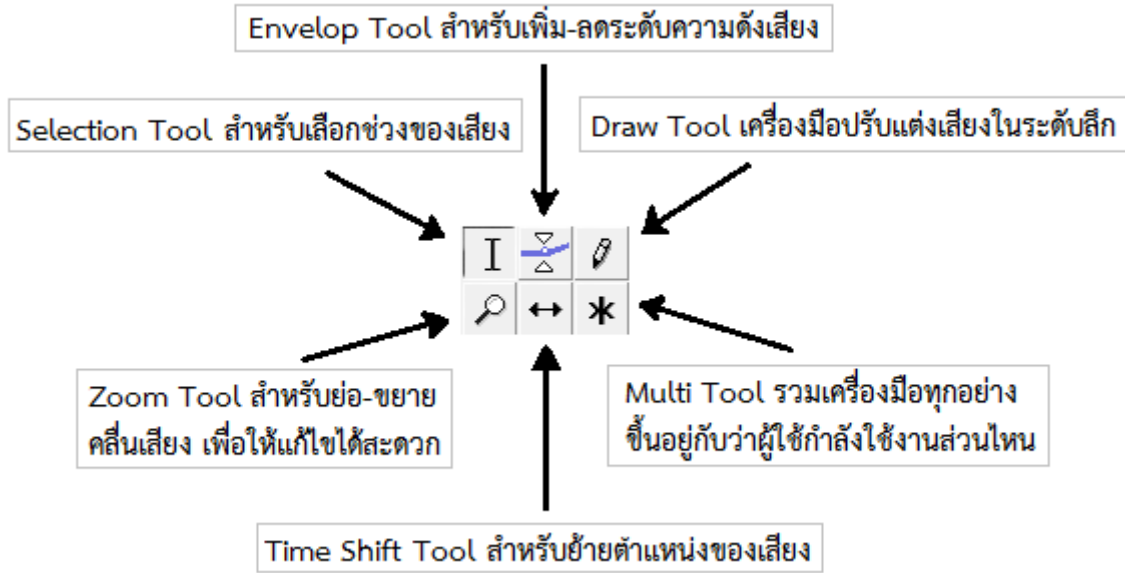 Envelop Tool สำหรับเพิ่ม-ลดระดับความดังเสียง
Selection Tool สำหรับเลือกช่วงของเสียง
Draw Tool เครื่องมือปรับแต่งเสียงในระดับลึก
Zoom Tool สำหรับย่อ-ขยาย
คลื่นเสียง เพื่อให้แก้ไขได้สะดวก
Multi Tool รวมเครื่องมือทุกอย่าง
ขึ้นอยู่กับว่าผู้ใช้กำลังใช้งานส่วนไหน
Time Shift Tool สำหรับย้ายตำแหน่งของเสียง